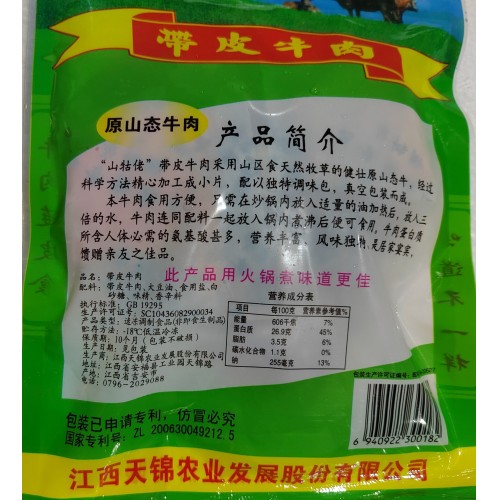 带皮牛肉
原山态牛肉
产品简介
“山牯佬”带皮牛肉采用山区食天然牧草的健壮原山态牛,经过
科学方法精心加工成小片,配以独特调味包,真空包装而成。
本牛肉食用方便,只需在炒锅内放入适量的油加热后,放入三
倍的水,牛肉连同配料一起放入锅内煮沸后便可食用,牛肉蛋白质
所含人体必需的氨基酸甚多,营养丰富、风味独特,是居家宴宾、
馈赠亲友之佳品。
品名:带皮牛肉
此产品用火锅煮味道更佳
配料:带皮牛肉,大豆油,食用盐,白
砂糖,味精,香辛料
执行标准:GB 19295
生产许可证号:SC10436082900034
产品类型:速冻调制食品(非即食生制品)
贮存方法:-18℃低温冷冻
保质期:10个月(包装不破损)
生产日期:见包装
生产商:江西天锦农业发展股份有限公司
地址:江西省安福县工业园天锦路
产地:江西省吉安市
电话:0796-2029088
营养成分表
项目 每100克 营养素参考值%
能量 606千焦 7%
蛋白质 26.9克 45%
脂肪 3.5克 6%
碳水化合物 1.1克 0%
钠 255毫克 13%
包装已申请专利,仿冒必究
国家专利号:ZL 200630049212.5
6 940922 300182
江西天锦农业发展股份有限公司